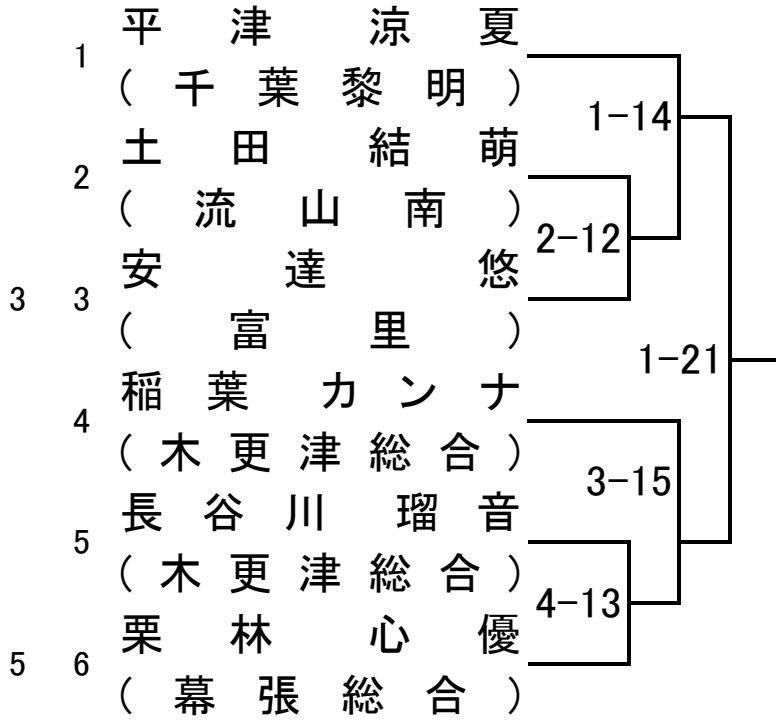 1 平津涼夏
(千葉黎明)
1-14
2 土田結萌
(流山南)
2-12
3 3 安達悠
(富里)
1-21
4 稲葉カンナ
(木更津総合)
3-15
5 長谷川瑠音
(木更津総合)
4-13
5 6 栗林心優
(幕張総合)